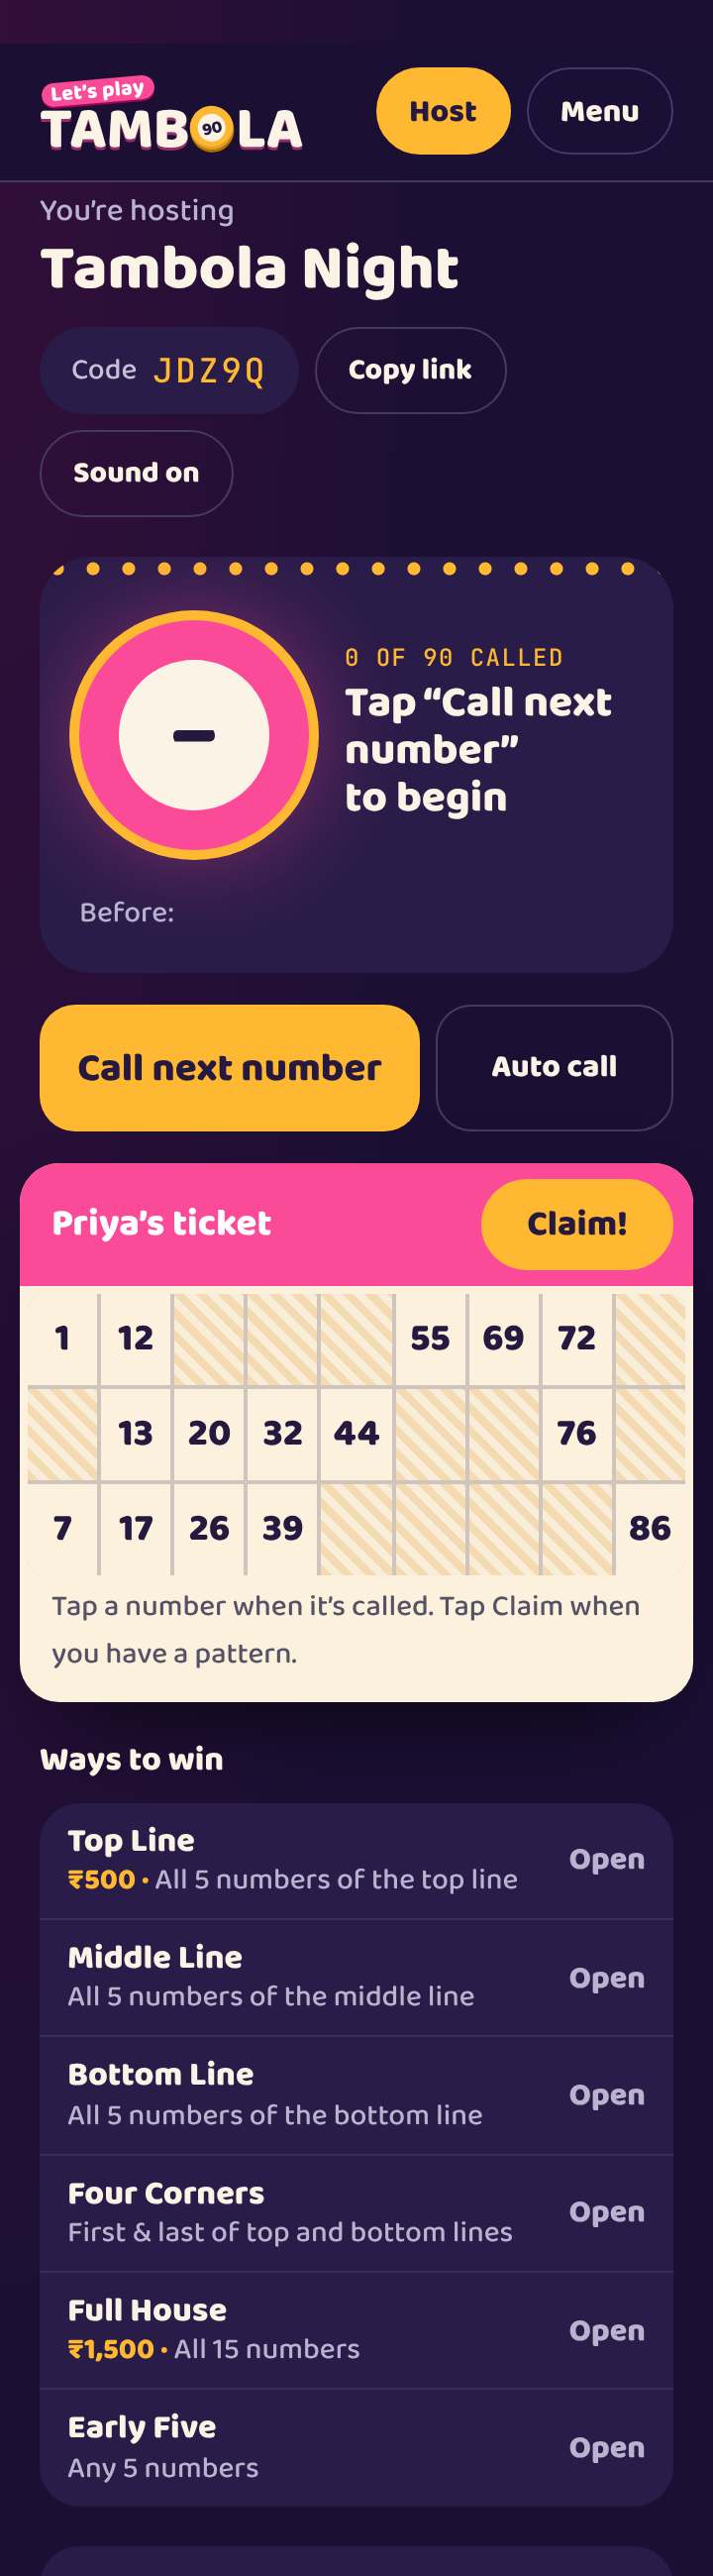 Let's play
TAMBOLA
90
Host
Menu
You're hosting
Tambola Night
Code JDZ9Q
Copy link
Sound on
–
0 OF 90 CALLED
Tap “Call next
number”
to begin
Before:
Call next number
Auto call
Priya's ticket
Claim!
1 12 55 69 72
13 20 32 44 76
7 17 26 39 86
Tap a number when it's called. Tap Claim when
you have a pattern.
Ways to win
Top Line
₹500 · All 5 numbers of the top line
Open
Middle Line
All 5 numbers of the middle line
Open
Bottom Line
All 5 numbers of the bottom line
Open
Four Corners
First & last of top and bottom lines
Open
Full House
₹1,500 · All 15 numbers
Open
Early Five
Any 5 numbers
Open